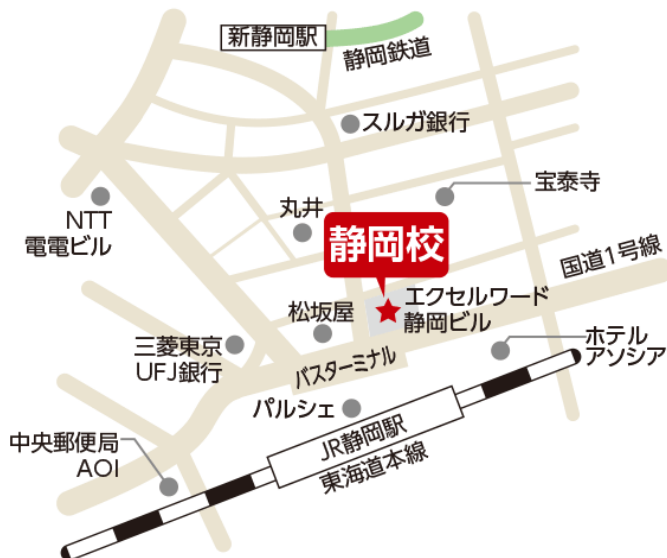 新静岡駅
静岡鉄道
スルガ銀行
宝泰寺
NTT
電電ビル
丸井
静岡校
国道1号線
エクセルワード
静岡ビル
松坂屋
三菱東京
UFJ銀行
バスターミナル
ホテル
アソシア
パルシェ
JR静岡駅
東海道本線
中央郵便局
AOI